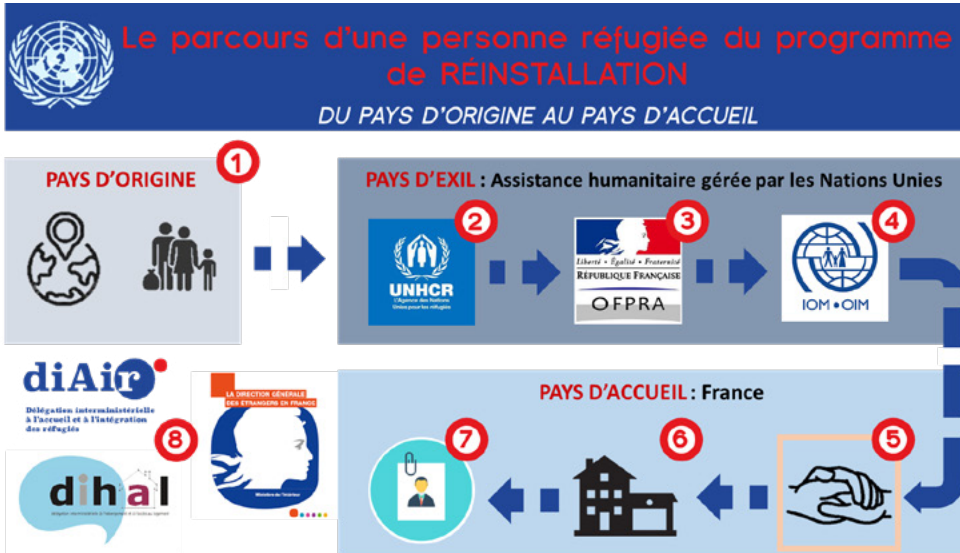 Le parcours d'une personne réfugiée du programme
de RÉINSTALLATION
DU PAYS D'ORIGINE AU PAYS D'ACCUEIL
PAYS D'ORIGINE
1
PAYS D'EXIL : Assistance humanitaire gérée par les Nations Unies
2
UNHCR
L'Agence des Nations
Unies pour les réfugiés
3
Liberté • Égalité • Fraternité
RÉPUBLIQUE FRANÇAISE
OFPRA
4
IOM • OIM
PAYS D'ACCUEIL : France
5
6
7
8
diAir
Délégation interministérielle
à l'accueil et à l'intégration
des réfugiés
LA DIRECTION GÉNÉRALE
DES ÉTRANGERS EN FRANCE
Ministère de l'Intérieur
dihal